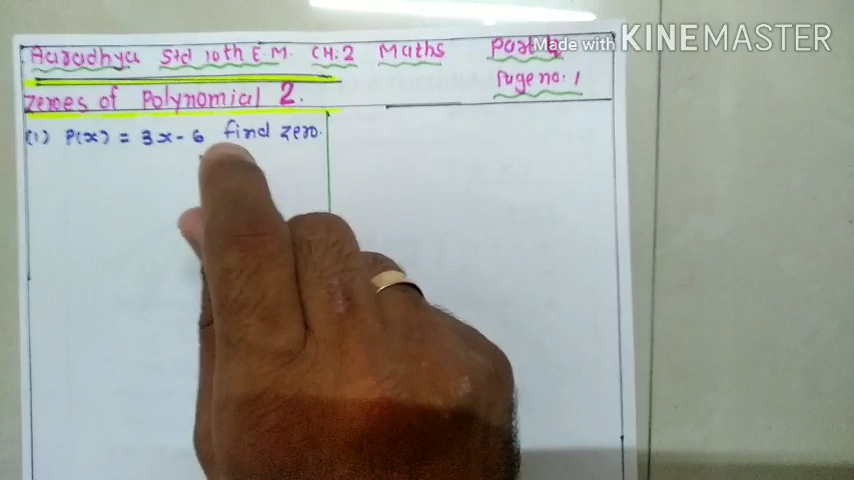 Aaradhya Std 10th E.M. CH:2 Maths Part
Made with KINEMASTER
Page no: 1
Zeroes of Polynomial 2.
(1) P(x) = 3x - 6 find zero.